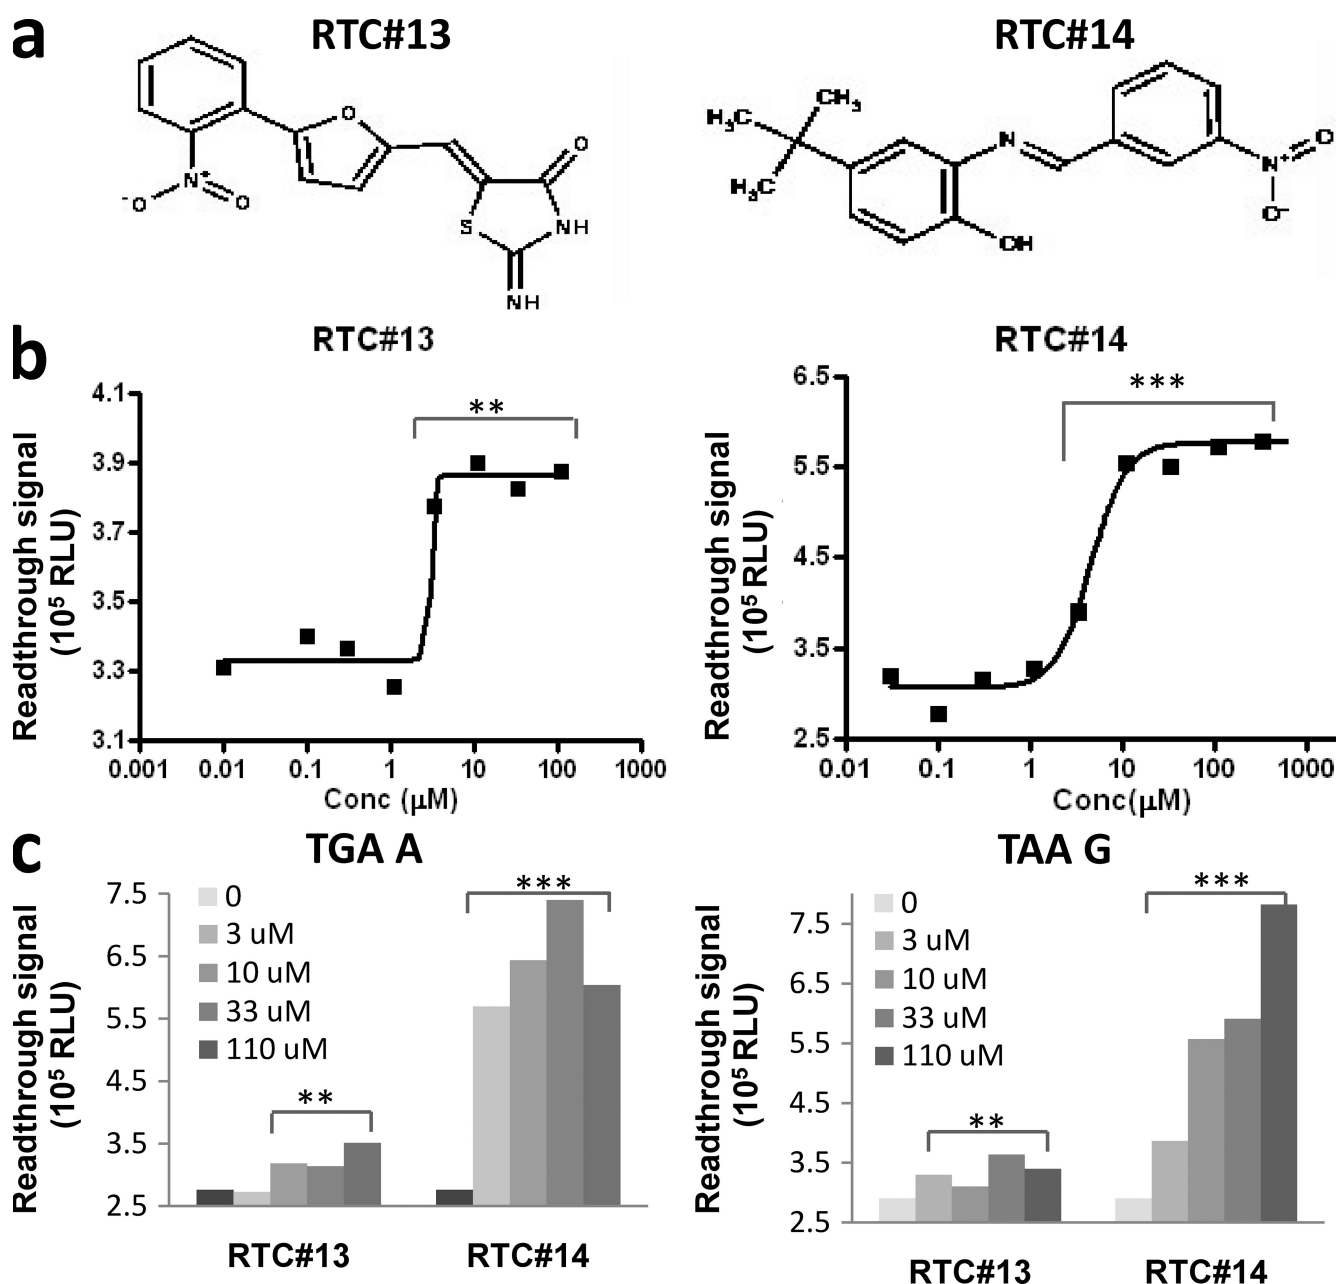 a
RTC#13
RTC#14
O
N⁺
⁻O
O
O
S
NH
NH
H₃C
CH₃
H₃C
N
OH
N⁺
O
O⁻
b
RTC#13
RTC#14
Readthrough signal
(10⁵ RLU)
4.1
3.9
3.7
3.5
3.3
3.1
**
0.001 0.01 0.1 1 10 100 1000
Conc (µM)
Readthrough signal
(10⁵ RLU)
6.5
5.5
4.5
3.5
2.5
***
0.01 0.1 1 10 100 1000
Conc(µM)
c
TGA A
TAA G
Readthrough signal
(10⁵ RLU)
7.5
6.5
5.5
4.5
3.5
2.5
0
3 uM
10 uM
33 uM
110 uM
**
***
RTC#13 RTC#14
Readthrough signal
(10⁵ RLU)
7.5
6.5
5.5
4.5
3.5
2.5
0
3 uM
10 uM
33 uM
110 uM
**
***
RTC#13 RTC#14